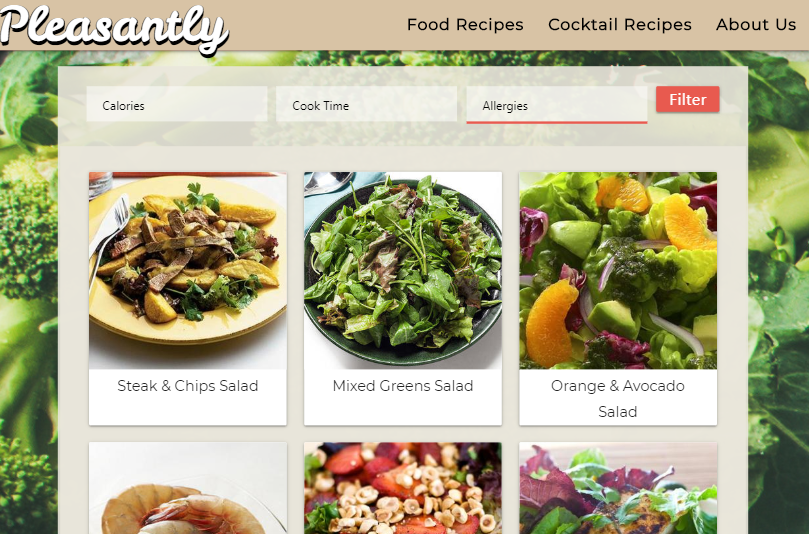 Pleasantly
Food Recipes Cocktail Recipes About Us
Calories Cook Time Allergies Filter
Steak & Chips Salad
Mixed Greens Salad
Orange & Avocado
Salad